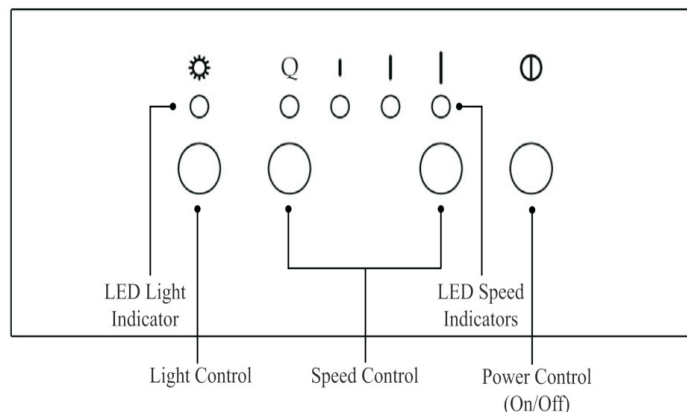 Q
LED Light
Indicator
LED Speed
Indicators
Light Control
Speed Control
Power Control
(On/Off)